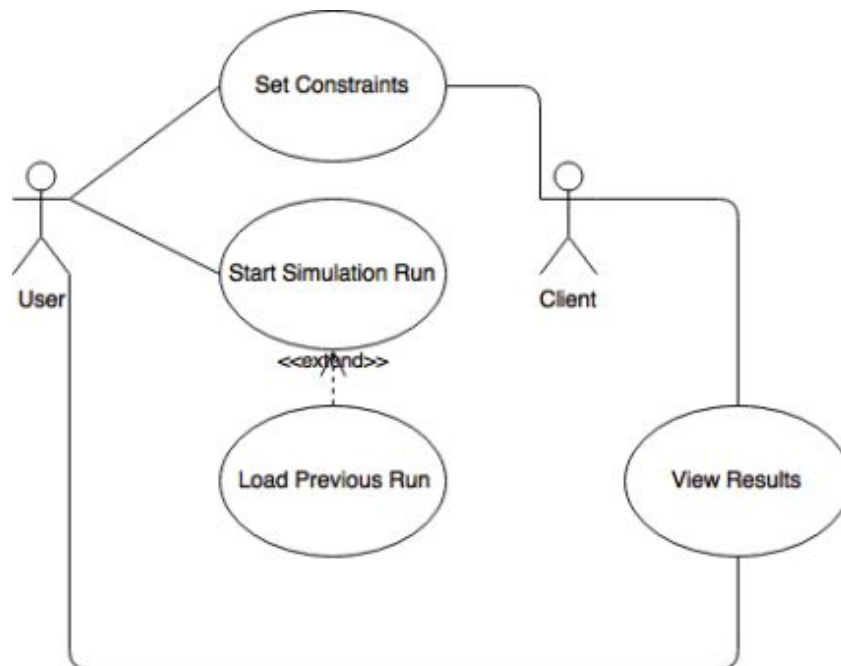 Set Constraints
Start Simulation Run
User
Client
<<extend>>
Load Previous Run
View Results